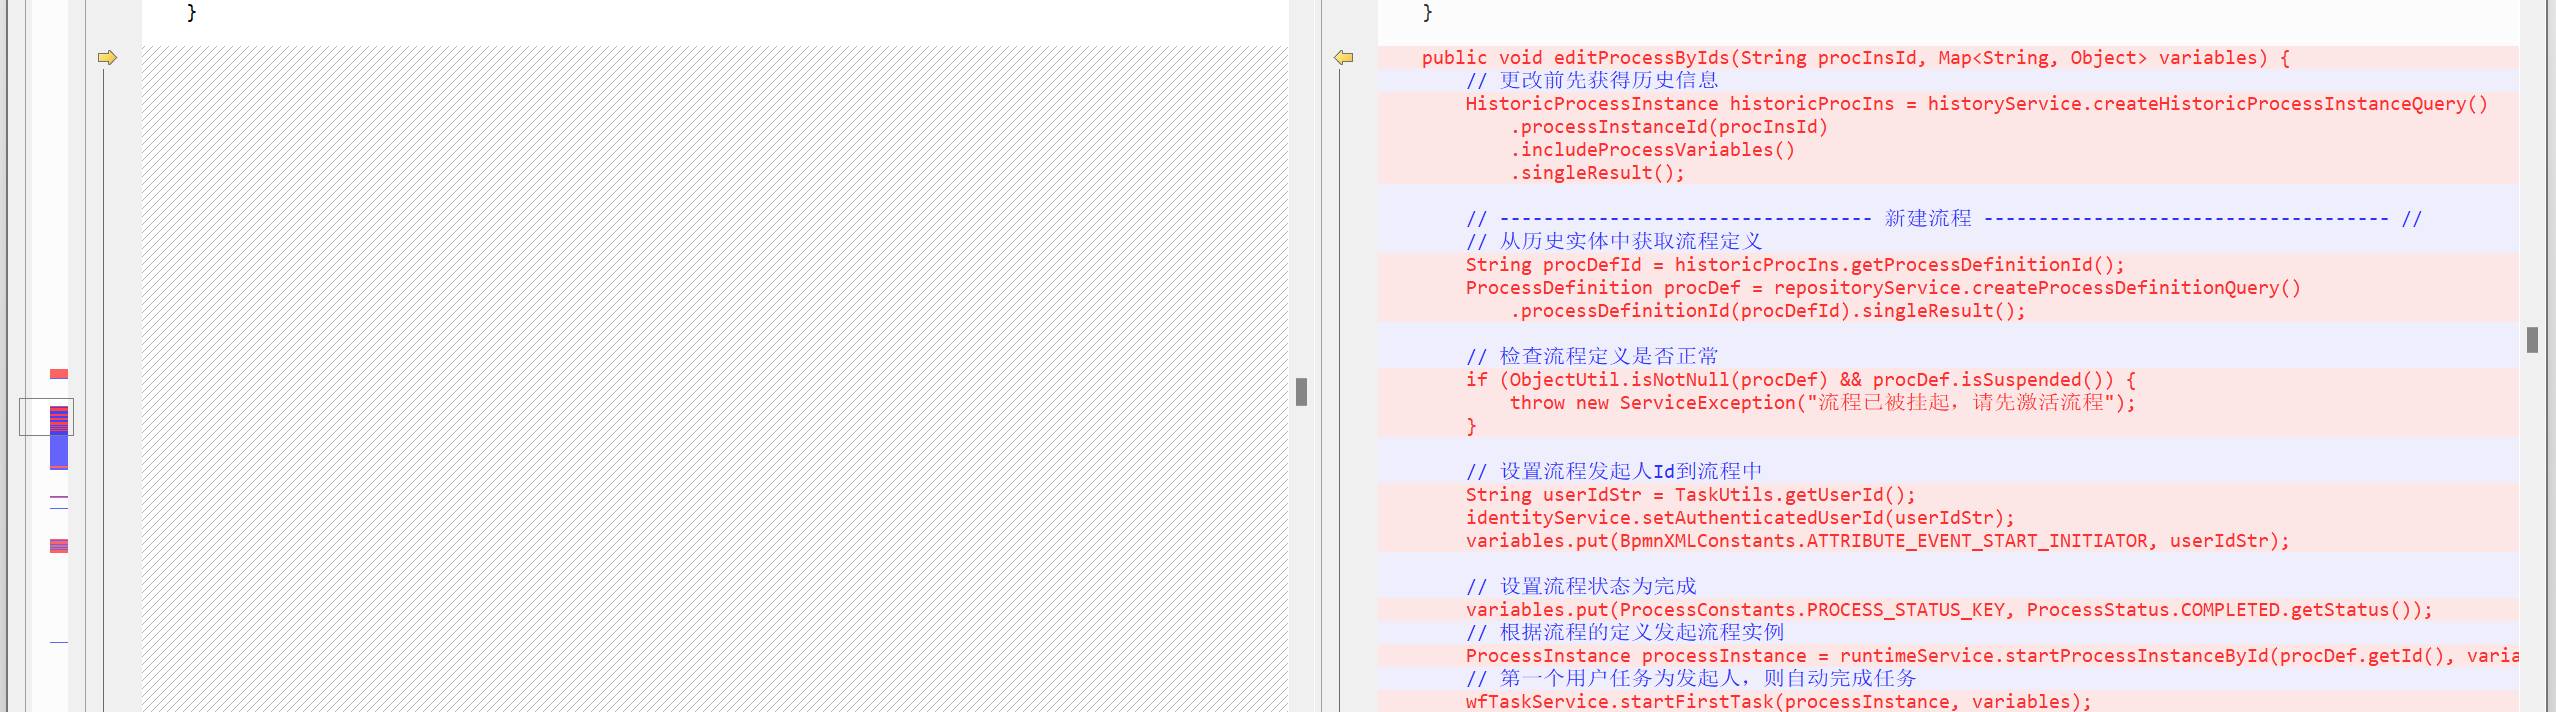 }
}
public void editProcessByIds(String procInsId, Map<String, Object> variables) {
// 更改前先获得历史信息
HistoricProcessInstance historicProcIns = historyService.createHistoricProcessInstanceQuery()
.processInstanceId(procInsId)
.includeProcessVariables()
.singleResult();
// ---------------------------------- 新建流程 ------------------------------------- //
// 从历史实体中获取流程定义
String procDefId = historicProcIns.getProcessDefinitionId();
ProcessDefinition procDef = repositoryService.createProcessDefinitionQuery()
.processDefinitionId(procDefId).singleResult();
// 检查流程定义是否正常
if (ObjectUtil.isNotNull(procDef) && procDef.isSuspended()) {
throw new ServiceException("流程已被挂起，请先激活流程");
}
// 设置流程发起人Id到流程中
String userIdStr = TaskUtils.getUserId();
identityService.setAuthenticatedUserId(userIdStr);
variables.put(BpmnXMLConstants.ATTRIBUTE_EVENT_START_INITIATOR, userIdStr);
// 设置流程状态为完成
variables.put(ProcessConstants.PROCESS_STATUS_KEY, ProcessStatus.COMPLETED.getStatus());
// 根据流程的定义发起流程实例
ProcessInstance processInstance = runtimeService.startProcessInstanceById(procDef.getId(), varia
// 第一个用户任务为发起人，则自动完成任务
wfTaskService.startFirstTask(processInstance, variables);